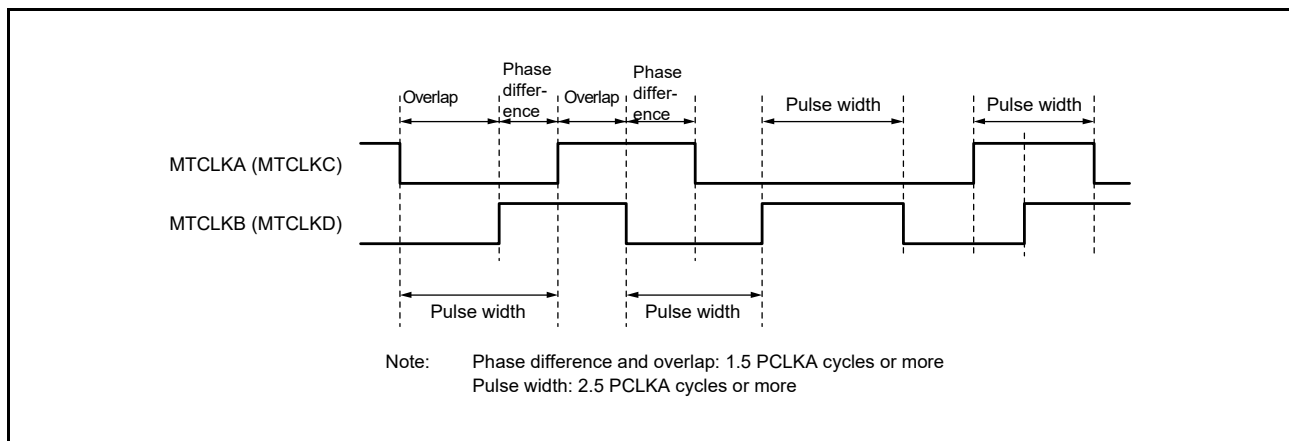 Phase
differ-
ence
Overlap
Overlap
Phase
differ-
ence
Pulse width
Pulse width
MTCLKA (MTCLKC)
MTCLKB (MTCLKD)
Pulse width
Pulse width
Note: Phase difference and overlap: 1.5 PCLKA cycles or more
Pulse width: 2.5 PCLKA cycles or more